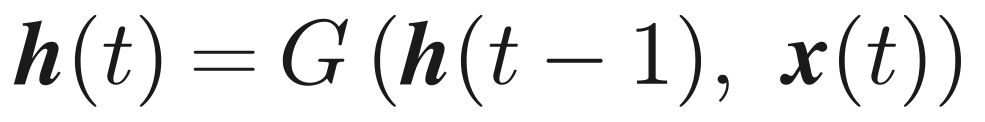 h(t) = G (h(t − 1), x(t))